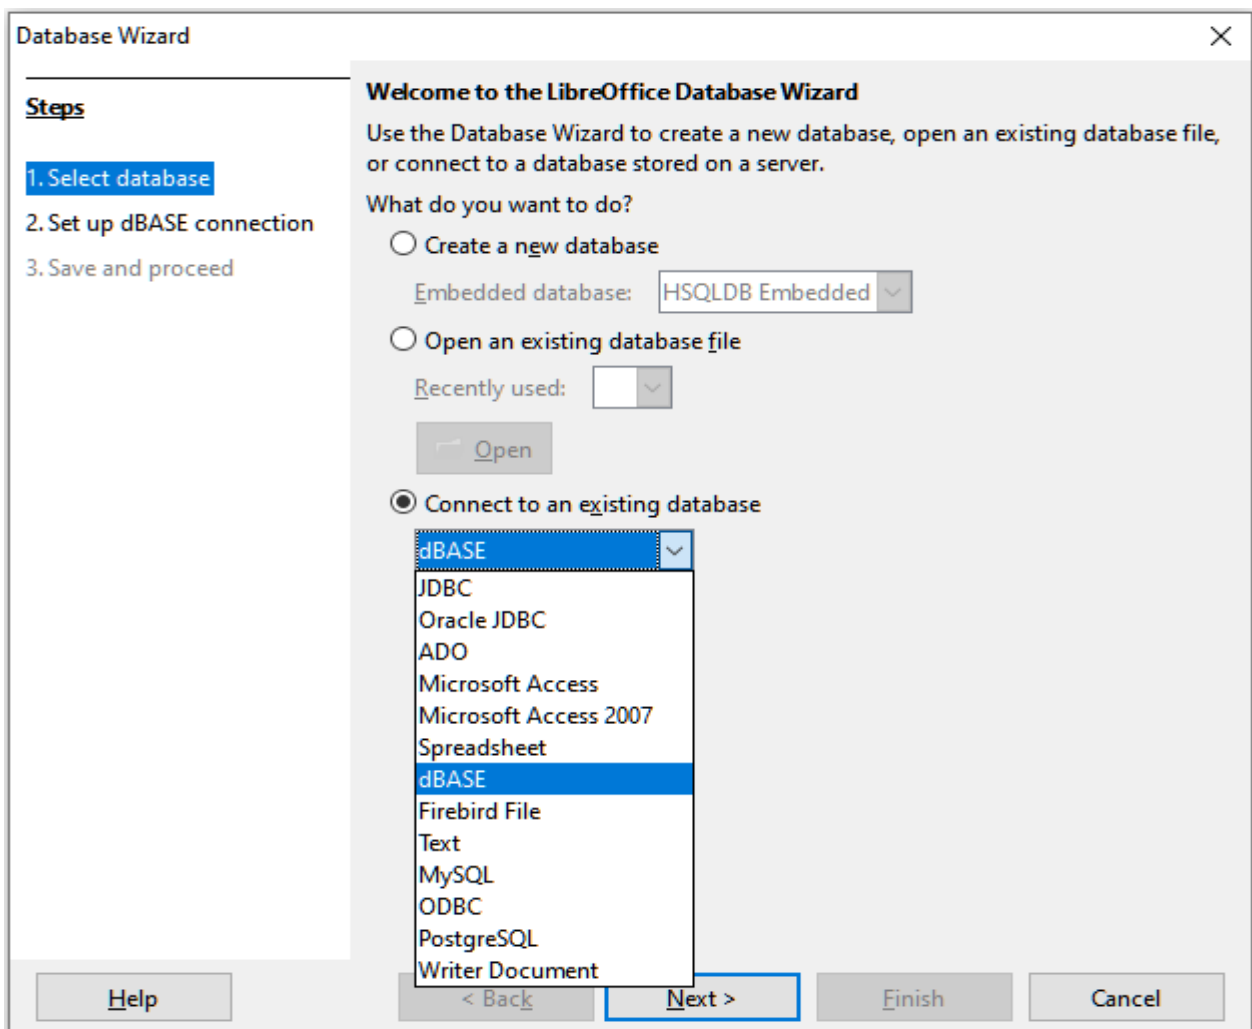 Database Wizard
Steps
1. Select database
2. Set up dBASE connection
3. Save and proceed
Welcome to the LibreOffice Database Wizard
Use the Database Wizard to create a new database, open an existing database file,
or connect to a database stored on a server.
What do you want to do?
Create a new database
Embedded database: HSQLDB Embedded
Open an existing database file
Recently used:
Open
Connect to an existing database
dBASE
JDBC
Oracle JDBC
ADO
Microsoft Access
Microsoft Access 2007
Spreadsheet
dBASE
Firebird File
Text
MySQL
ODBC
PostgreSQL
Writer Document
Help < Back Next > Finish Cancel